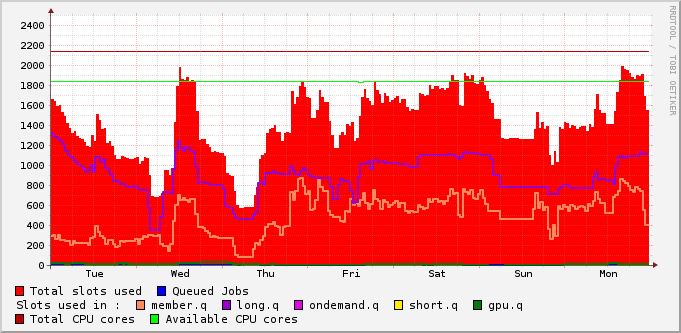 RRDTOOL / TOBI OETIKER
2400
2200
2000
1800
1600
1400
1200
1000
800
600
400
200
0
Tue Wed Thu Fri Sat Sun Mon
Total slots used Queued Jobs
Slots used in : member.q long.q ondemand.q short.q gpu.q
Total CPU cores Available CPU cores